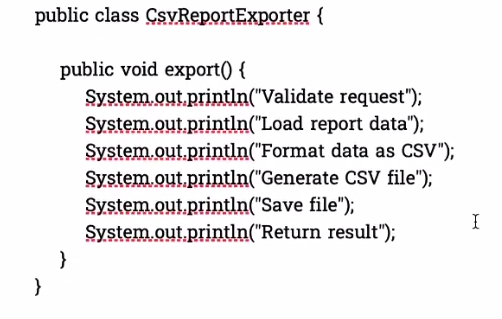 public class CsvReportExporter {
public void export() {
System.out.println("Validate request");
System.out.println("Load report data");
System.out.println("Format data as CSV");
System.out.println("Generate CSV file");
System.out.println("Save file");
System.out.println("Return result");
}
}